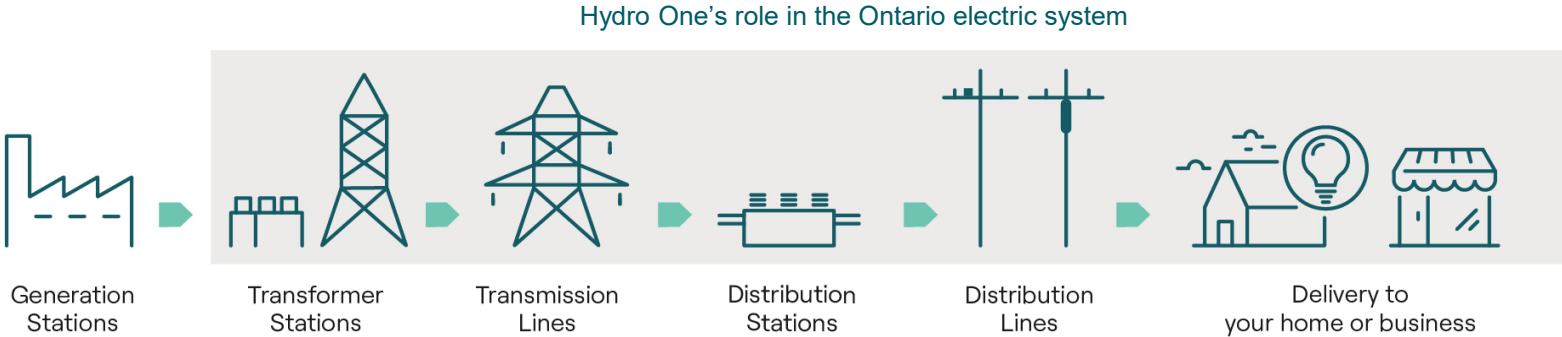 Hydro One’s role in the Ontario electric system
Generation
Stations
Transformer
Stations
Transmission
Lines
Distribution
Stations
Distribution
Lines
Delivery to
your home or business